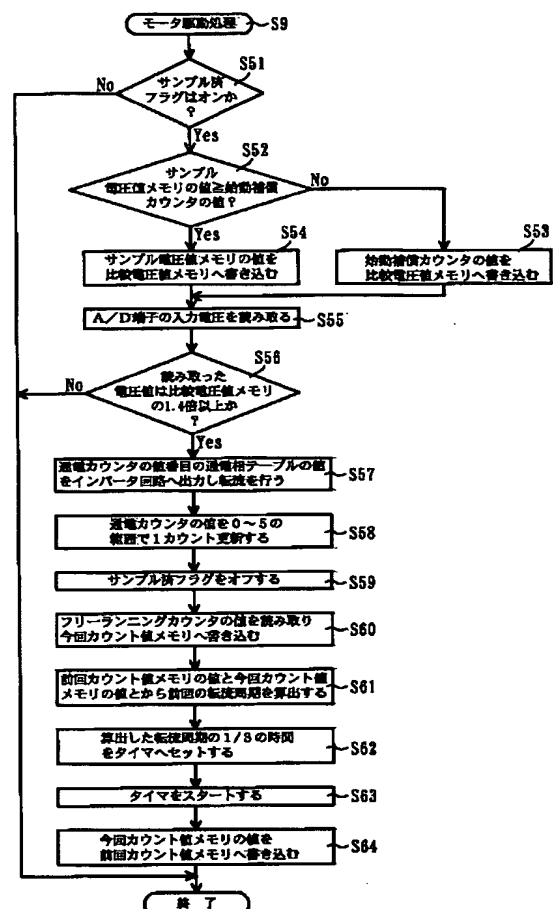 モータ駆動処理
S9
S51
サンプル済
フラグはオンか
?
No
Yes
S52
サンプル
電圧値メモリの値≧始動補償
カウンタの値?
No
Yes
S54
サンプル電圧値メモリの値を
比較電圧値メモリへ書き込む
S53
始動補償カウンタの値を
比較電圧値メモリへ書き込む
A/D端子の入力電圧を読み取る
S55
S56
読み取った
電圧値は比較電圧値メモリ
の1.4倍以上か
?
No
Yes
通電カウンタの値番目の通電相テーブルの値
をインバータ回路へ出力し転流を行う
S57
通電カウンタの値を0~5の
範囲で1カウント更新する
S58
サンプル済フラグをオフする
S59
フリーランニングカウンタの値を読み取り
今回カウント値メモリへ書き込む
S60
前回カウント値メモリの値と今回カウント値
メモリの値とから前回の転流周期を算出する
S61
算出した転流周期の1/3の時間
をタイマへセットする
S62
タイマをスタートする
S63
今回カウント値メモリの値を
前回カウント値メモリへ書き込む
S64
終 了